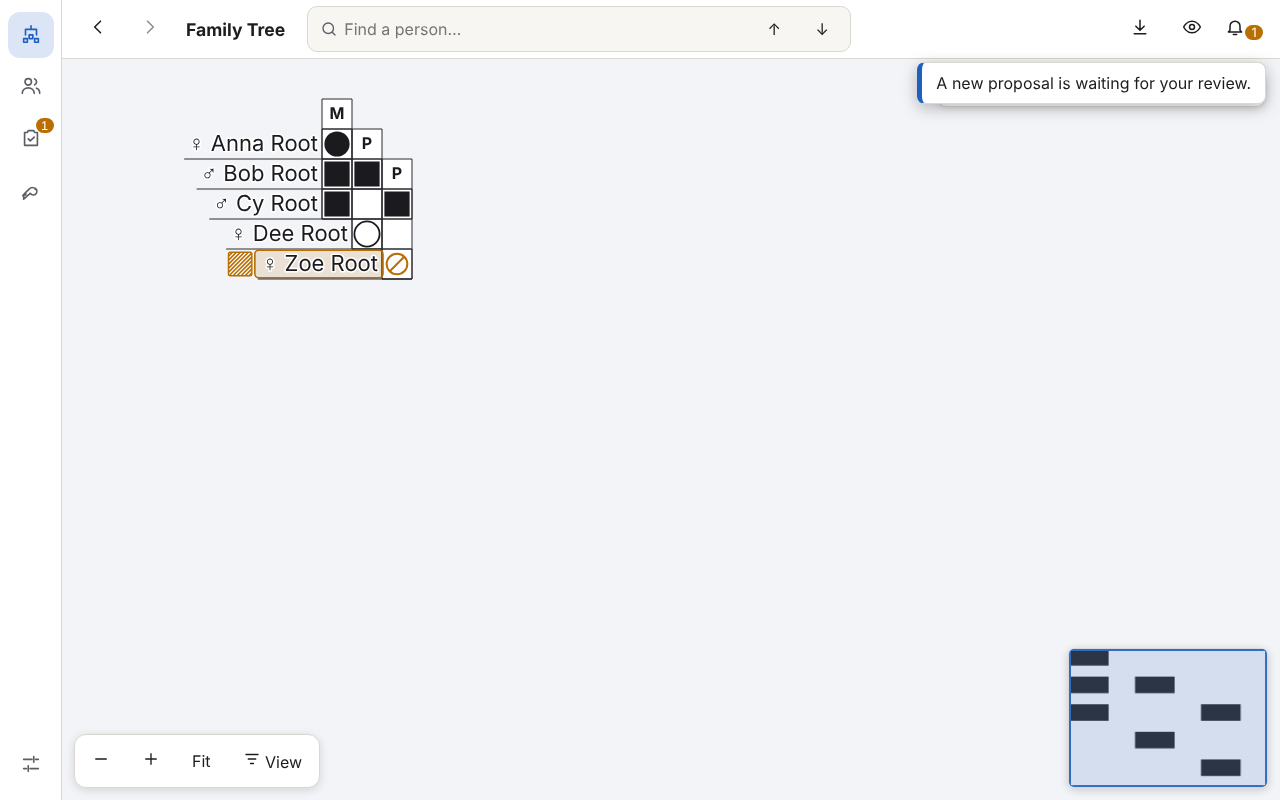 Family Tree
Find a person...
1
A new proposal is waiting for your review.
1
M
♀ Anna Root
P
♂ Bob Root
P
♂ Cy Root
♀ Dee Root
♀ Zoe Root
Fit
View